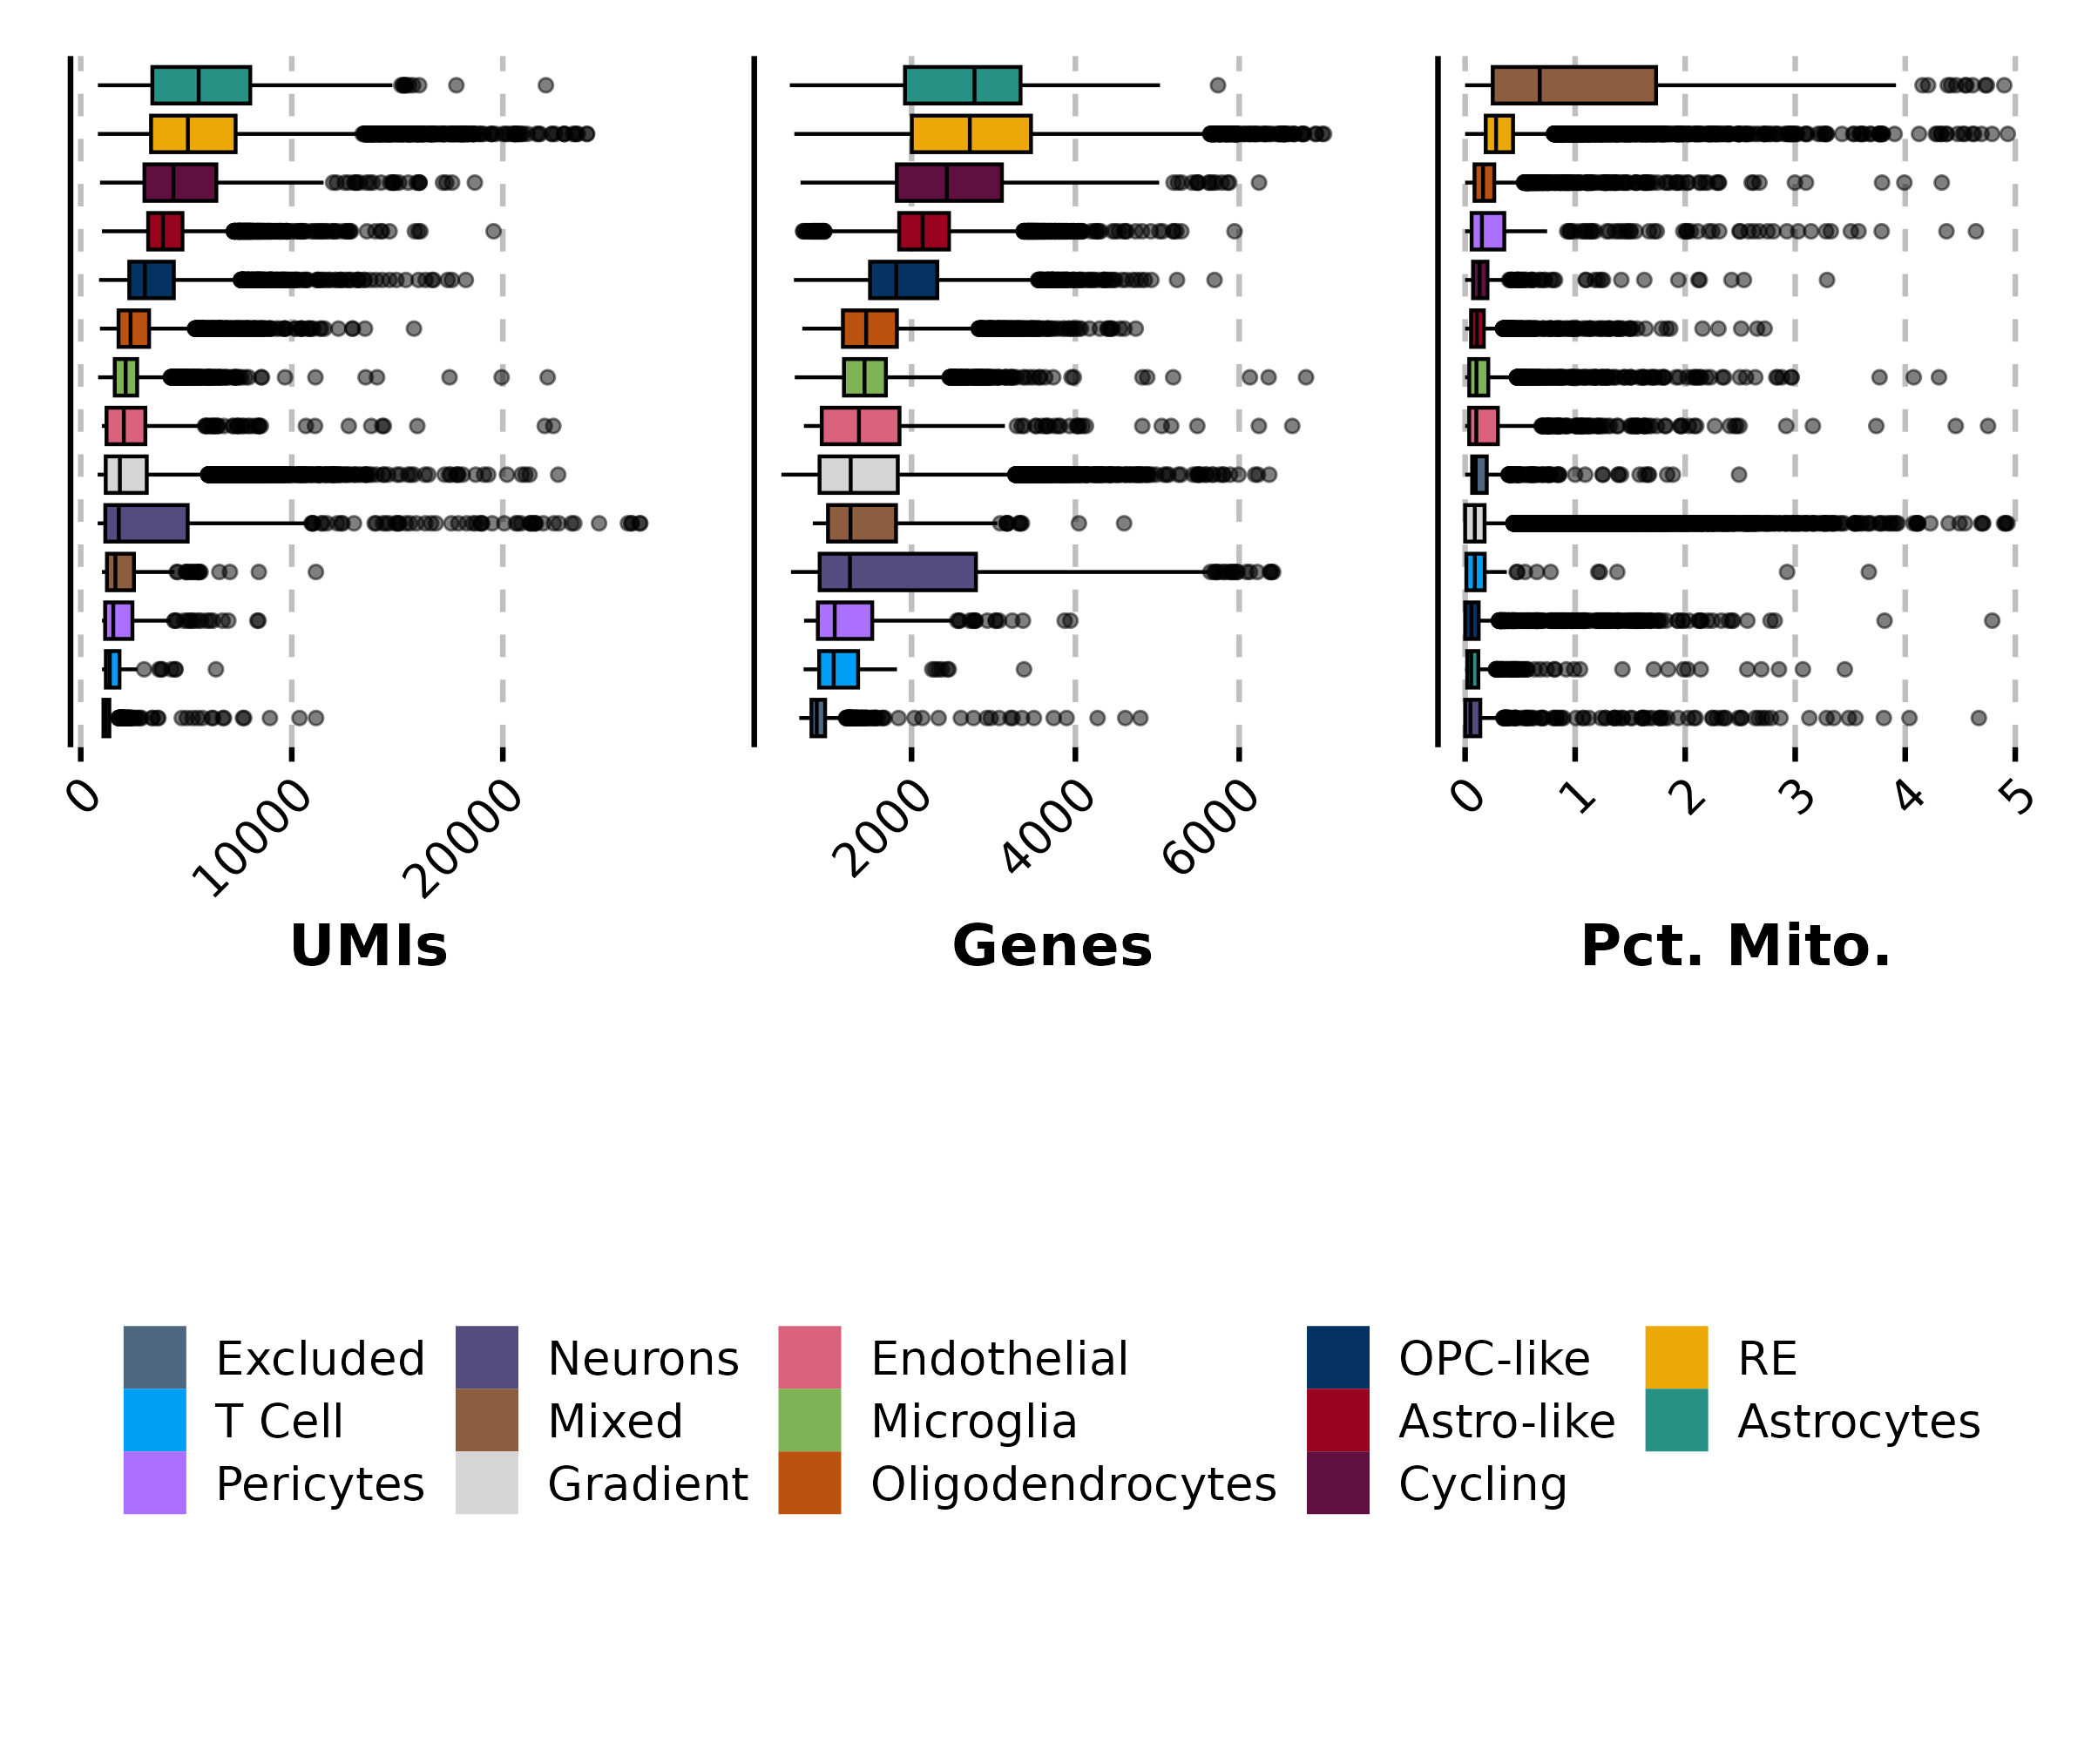 0 10000 20000
2000 4000 6000
0 1 2 3 4 5
UMIs
Genes
Pct. Mito.
Excluded
T Cell
Pericytes
Neurons
Mixed
Gradient
Endothelial
Microglia
Oligodendrocytes
OPC-like
Astro-like
Cycling
RE
Astrocytes